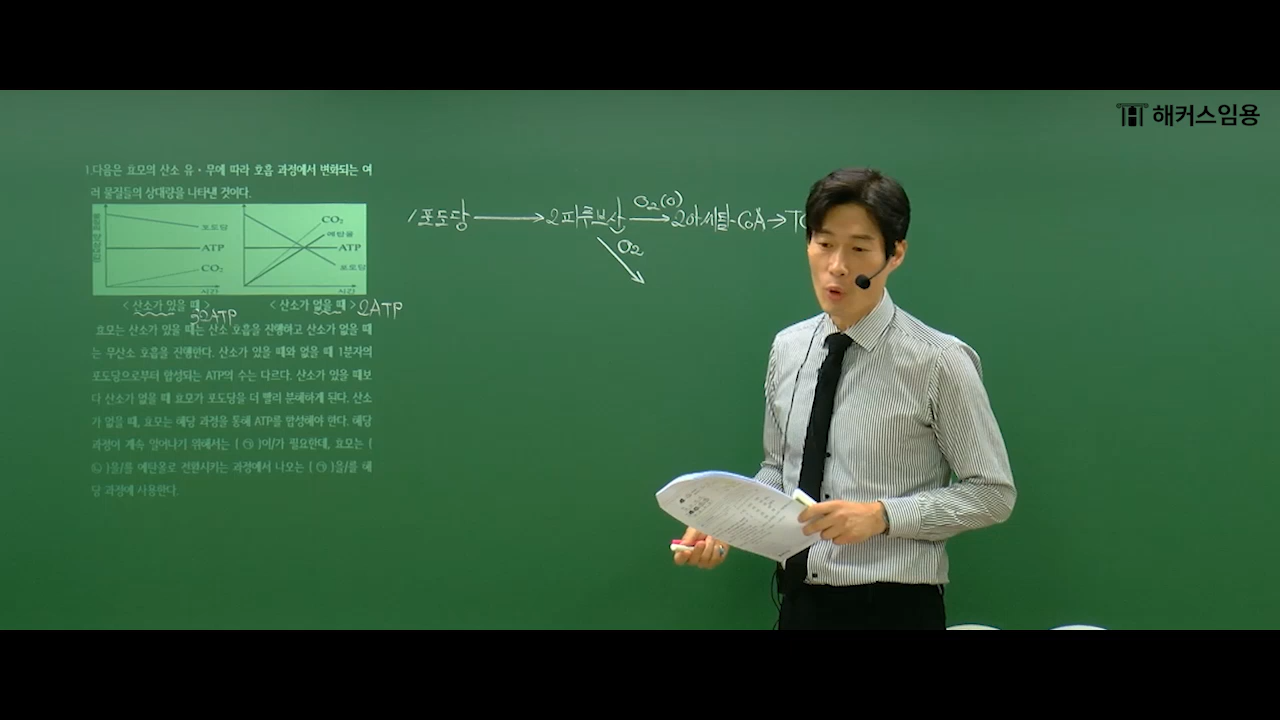 해커스임용
1.다음은 효모의 산소 유·무에 따라 호흡 과정에서 변화되는 여
러 물질들의 상대량을 나타낸 것이다.
포도당
ATP
CO₂
시간
CO₂
에탄올
ATP
포도당
시간
< 산소가 있을 때 >
< 산소가 없을 때 > 2ATP
32ATP
효모는 산소가 있을 때는 산소 호흡을 진행하고 산소가 없을 때
는 무산소 호흡을 진행한다. 산소가 있을 때와 없을 때 1분자의
포도당으로부터 합성되는 ATP의 수는 다르다. 산소가 있을 때보
다 산소가 없을 때 효모가 포도당을 더 빨리 분해하게 된다. 산소
가 없을 때, 효모는 해당 과정을 통해 ATP를 합성해야 한다. 해당
과정이 계속 일어나기 위해서는 ( ㉠ )이/가 필요한데, 효모는 (
㉡ )을/를 에탄올로 전환시키는 과정에서 나오는 ( ㉠ )을/를 해
당 과정에 사용한다.
1포도당 → 2피루브산 O₂(O) → 2아세틸-CoA → TC
O₂